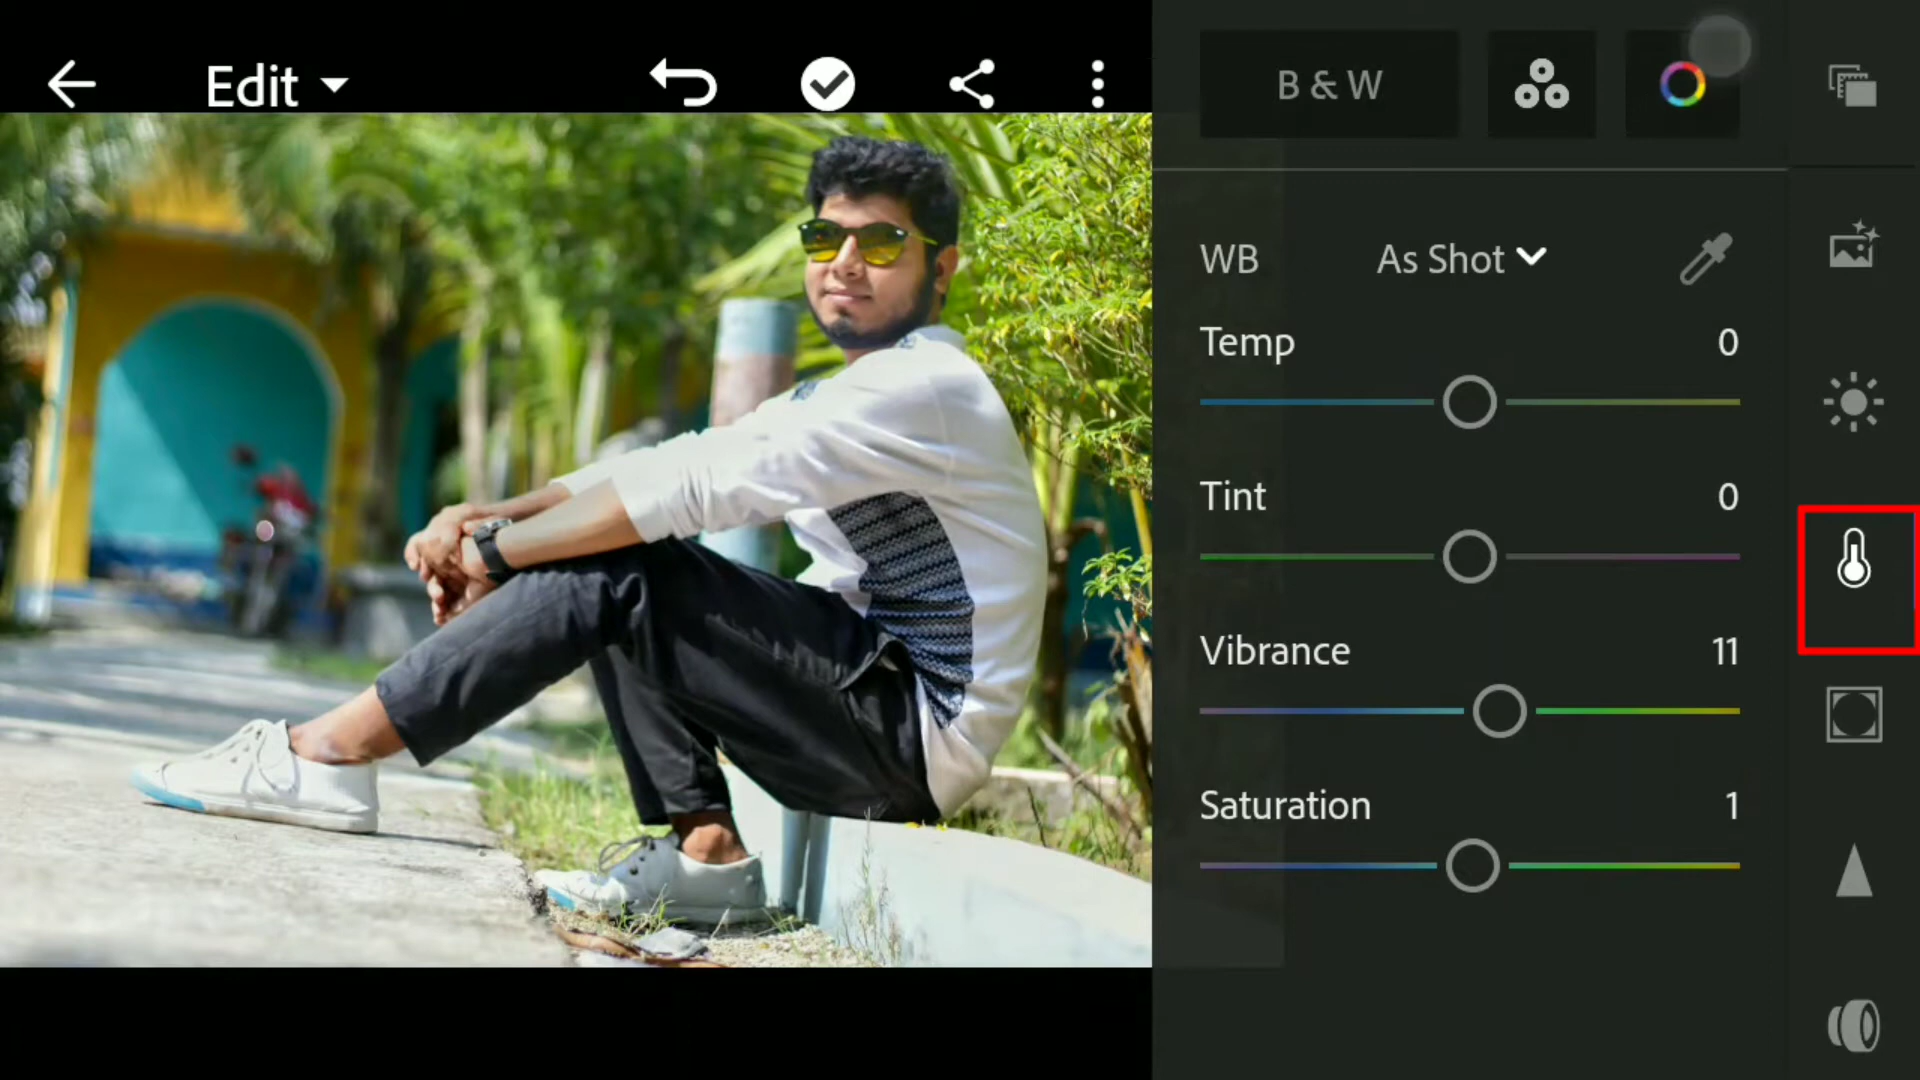 Edit
B & W
WB As Shot
Temp 0
Tint 0
Vibrance 11
Saturation 1